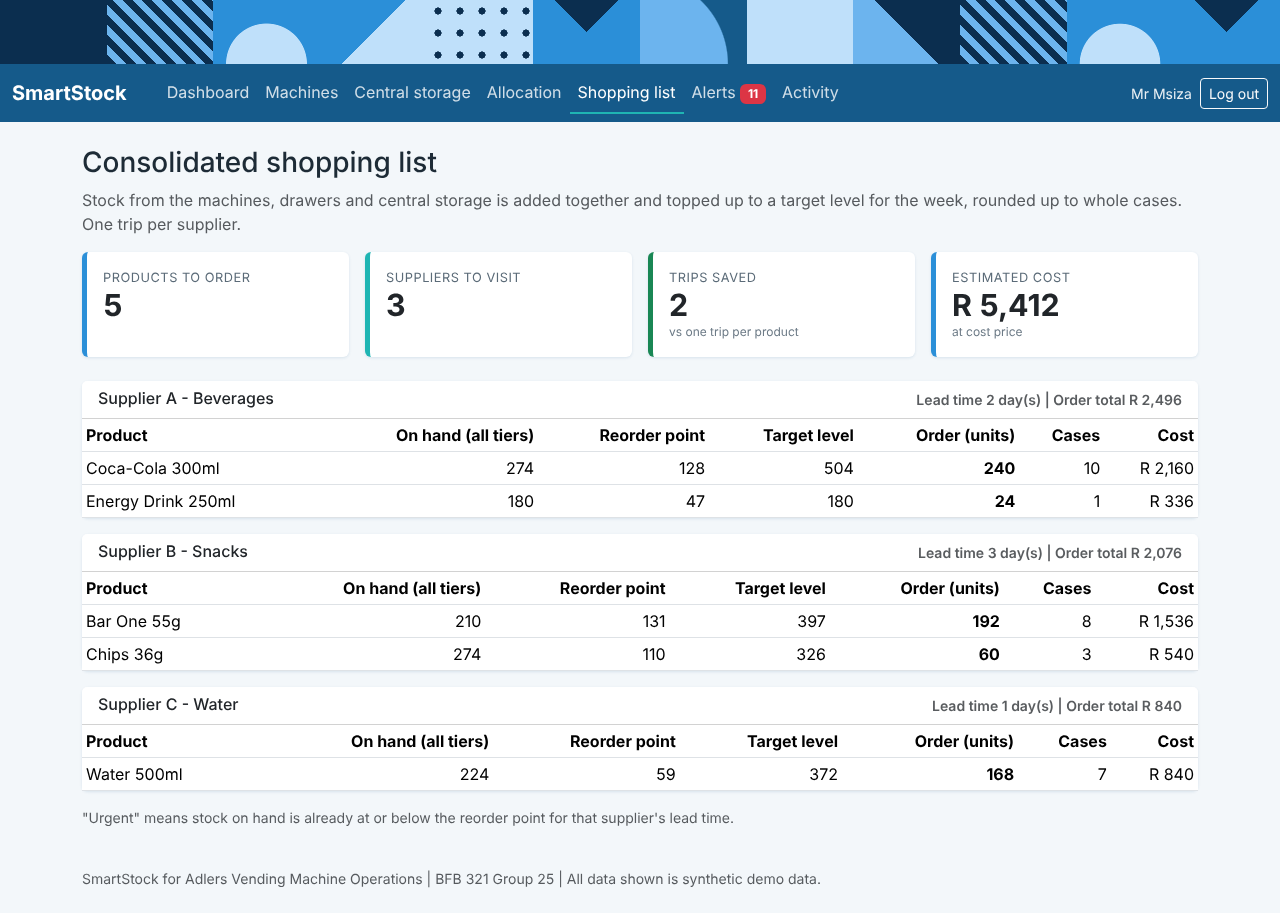 SmartStock Dashboard Machines Central storage Allocation Shopping list Alerts 11 Activity Mr Msiza Log out
Consolidated shopping list
Stock from the machines, drawers and central storage is added together and topped up to a target level for the week, rounded up to whole cases.
One trip per supplier.
PRODUCTS TO ORDER
5
SUPPLIERS TO VISIT
3
TRIPS SAVED
2
vs one trip per product
ESTIMATED COST
R 5,412
at cost price
Supplier A - Beverages Lead time 2 day(s) | Order total R 2,496
Product On hand (all tiers) Reorder point Target level Order (units) Cases Cost
Coca-Cola 300ml 274 128 504 240 10 R 2,160
Energy Drink 250ml 180 47 180 24 1 R 336
Supplier B - Snacks Lead time 3 day(s) | Order total R 2,076
Product On hand (all tiers) Reorder point Target level Order (units) Cases Cost
Bar One 55g 210 131 397 192 8 R 1,536
Chips 36g 274 110 326 60 3 R 540
Supplier C - Water Lead time 1 day(s) | Order total R 840
Product On hand (all tiers) Reorder point Target level Order (units) Cases Cost
Water 500ml 224 59 372 168 7 R 840
"Urgent" means stock on hand is already at or below the reorder point for that supplier's lead time.
SmartStock for Adlers Vending Machine Operations | BFB 321 Group 25 | All data shown is synthetic demo data.